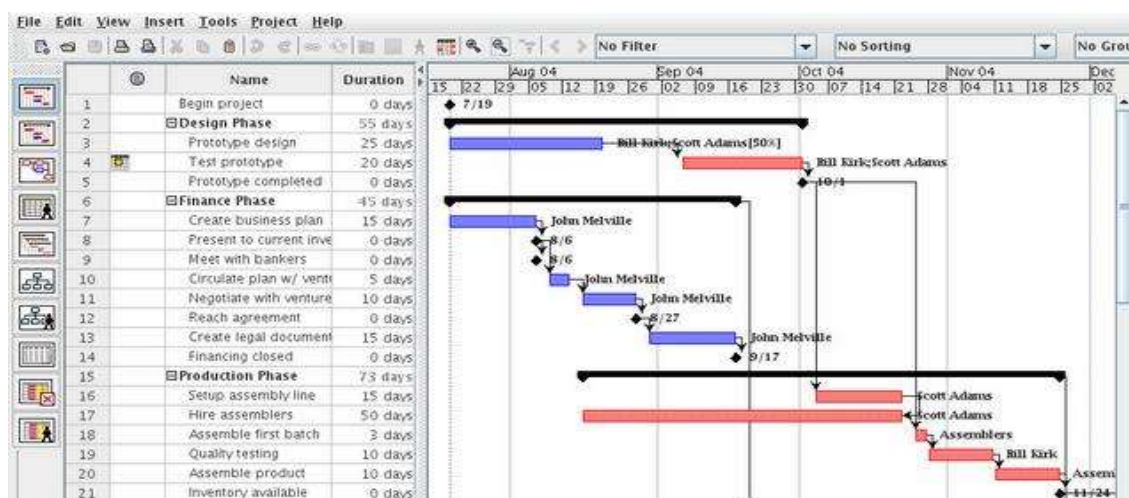 File Edit View Insert Tools Project Help
No Filter No Sorting No Grou
Name Duration
Aug 04 Sep 04 Oct 04 Nov 04 Dec
15 22 29 05 12 19 26 02 09 16 23 30 07 14 21 28 04 11 18 25 02
1 Begin project 0 days 7/19
2 Design Phase 55 days
3 Prototype design 25 days Bill Kirk;Scott Adams[50%]
4 Test prototype 20 days Bill Kirk;Scott Adams
5 Prototype completed 0 days 10/1
6 Finance Phase 45 days
7 Create business plan 15 days John Melville
8 Present to current inve 0 days 8/6
9 Meet with bankers 0 days 8/6
10 Circulate plan w/ vent 5 days John Melville
11 Negotiate with venture 10 days John Melville
12 Reach agreement 0 days 8/27
13 Create legal document 15 days John Melville
14 Financing closed 0 days 9/17
15 Production Phase 73 days
16 Setup assembly line 15 days Scott Adams
17 Hire assemblers 50 days Scott Adams
18 Assemble first batch 3 days Assemblers
19 Quality testing 10 days Bill Kirk
20 Assemble product 10 days Assem
21 Inventory available 0 days 11/24